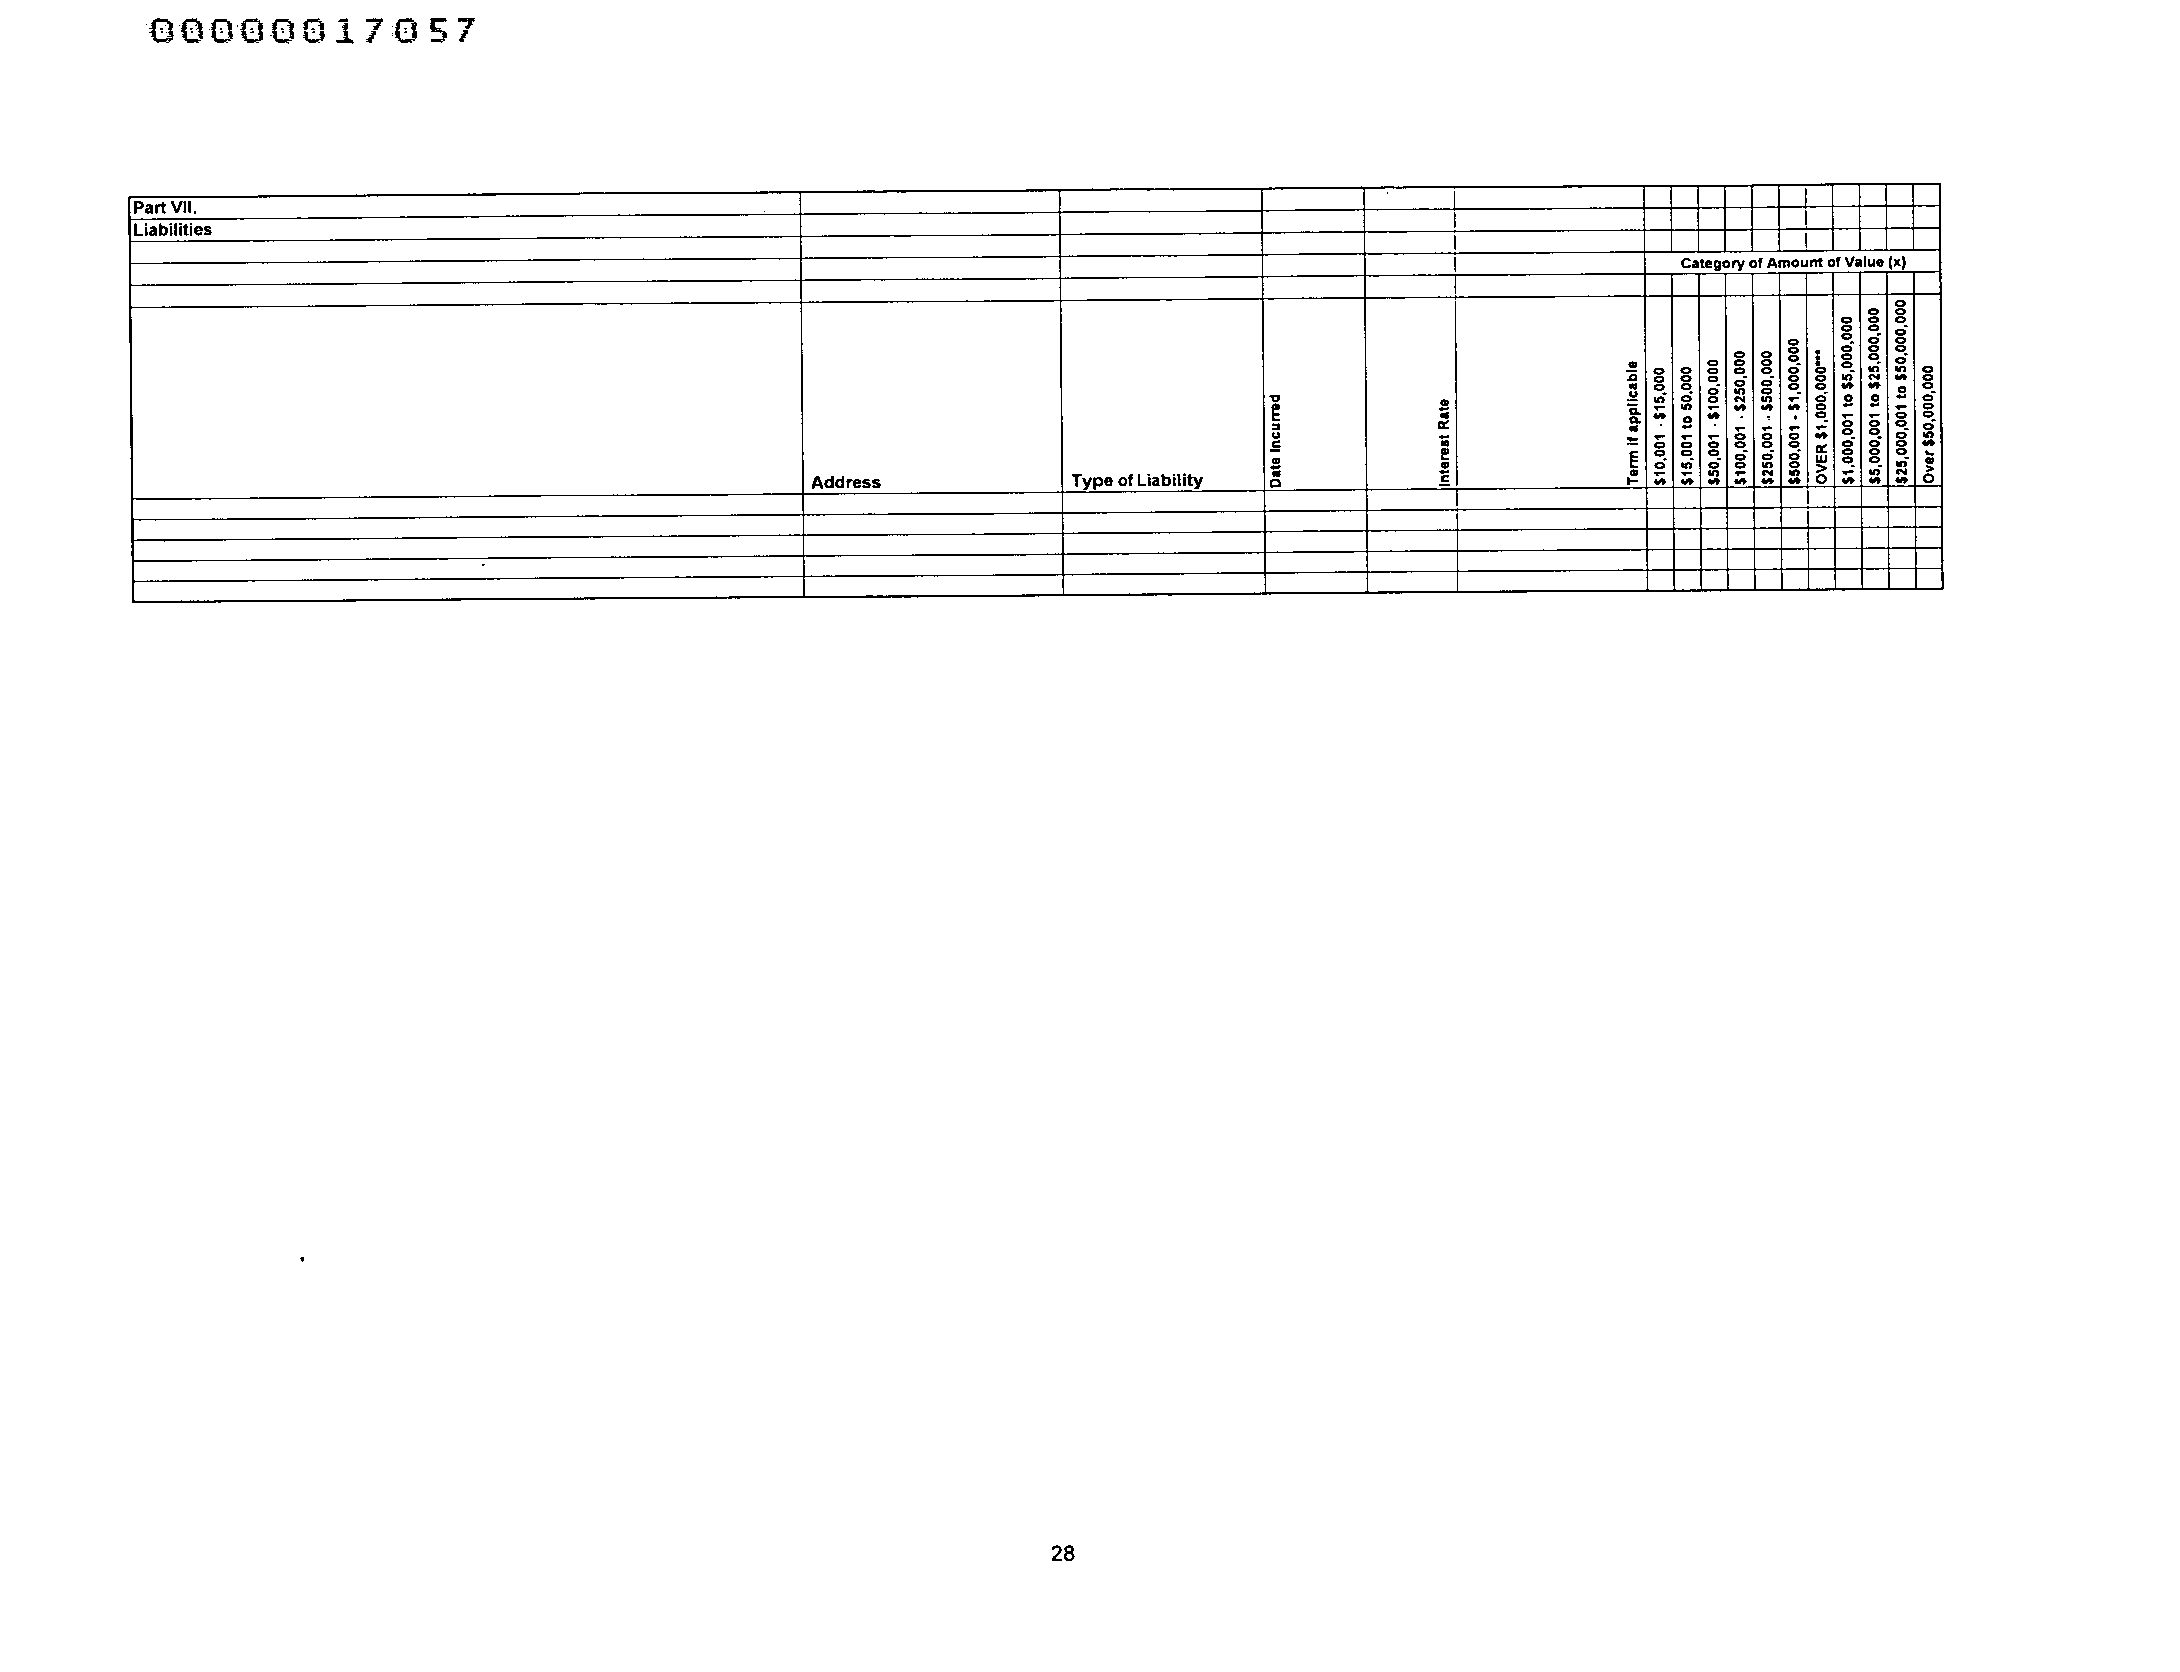 00000017057
Part VII.
Liabilities
Category of Amount of Value (x)
Address
Type of Liability
Date Incurred
Interest Rate
Term if applicable
$10,001 - $15,000
$15,001 to 50,000
$50,001 - $100,000
$100,001 - $250,000
$250,001 - $500,000
$500,001 - $1,000,000
OVER $1,000,000***
$1,000,001 to $5,000,000
$5,000,001 to $25,000,000
$25,000,001 to $50,000,000
Over $50,000,000
28